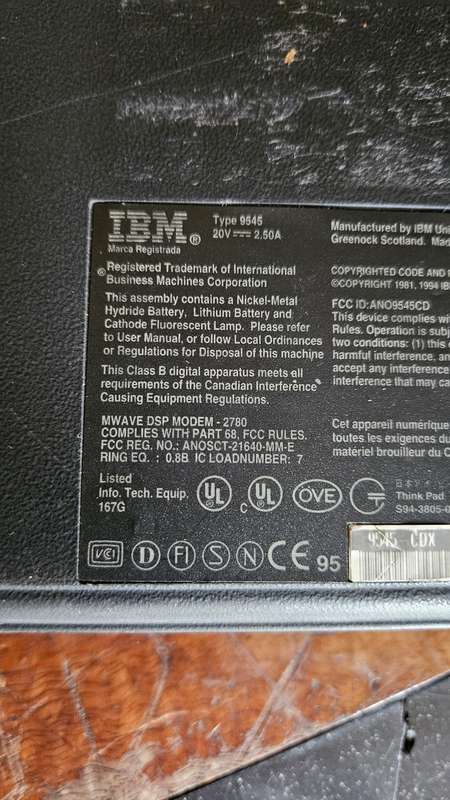 IBM®
Marca Registrada
Type 9545
20V 2.50A
®Registered Trademark of International
Business Machines Corporation
This assembly contains a Nickel-Metal
Hydride Battery, Lithium Battery and
Cathode Fluorescent Lamp. Please refer
to User Manual, or follow Local Ordinances
or Regulations for Disposal of this machine
This Class B digital apparatus meets all
requirements of the Canadian Interference
Causing Equipment Regulations.
MWAVE DSP MODEM - 2780
COMPLIES WITH PART 68, FCC RULES.
FCC REG. NO.: ANOSCT-21640-MM-E
RING EQ. : 0.8B IC LOADNUMBER: 7
Listed
Info. Tech. Equip.
167G
UL
C UL
ÖVE
VCI D FI S N CE 95
Manufactured by IBM
Greenock Scotland.
COPYRIGHTED CODE AND
©COPYRIGHT 1981, 1994
FCC ID:ANO9545CD
This device complies
Rules. Operation is
two conditions: (1) this
harmful interference,
accept any interference
interference that may
Cet appareil numérique
toutes les exigences du
matériel brouilleur du
Think Pad
S94-3805-
9545 CDX